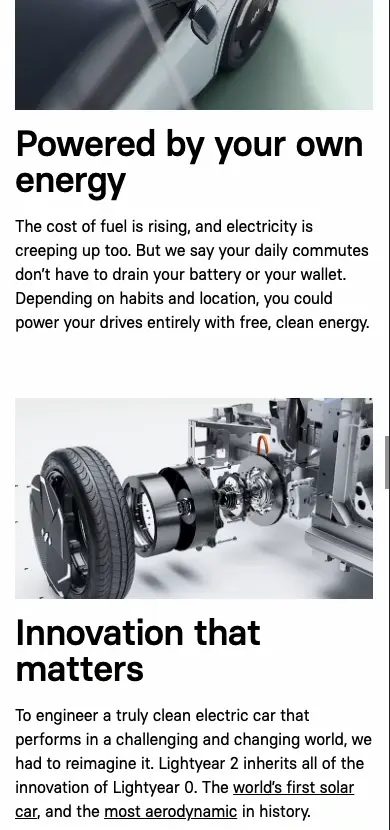 Powered by your own
energy
The cost of fuel is rising, and electricity is
creeping up too. But we say your daily commutes
don't have to drain your battery or your wallet.
Depending on habits and location, you could
power your drives entirely with free, clean energy.
Innovation that
matters
To engineer a truly clean electric car that
performs in a challenging and changing world, we
had to reimagine it. Lightyear 2 inherits all of the
innovation of Lightyear 0. The world's first solar
car, and the most aerodynamic in history.